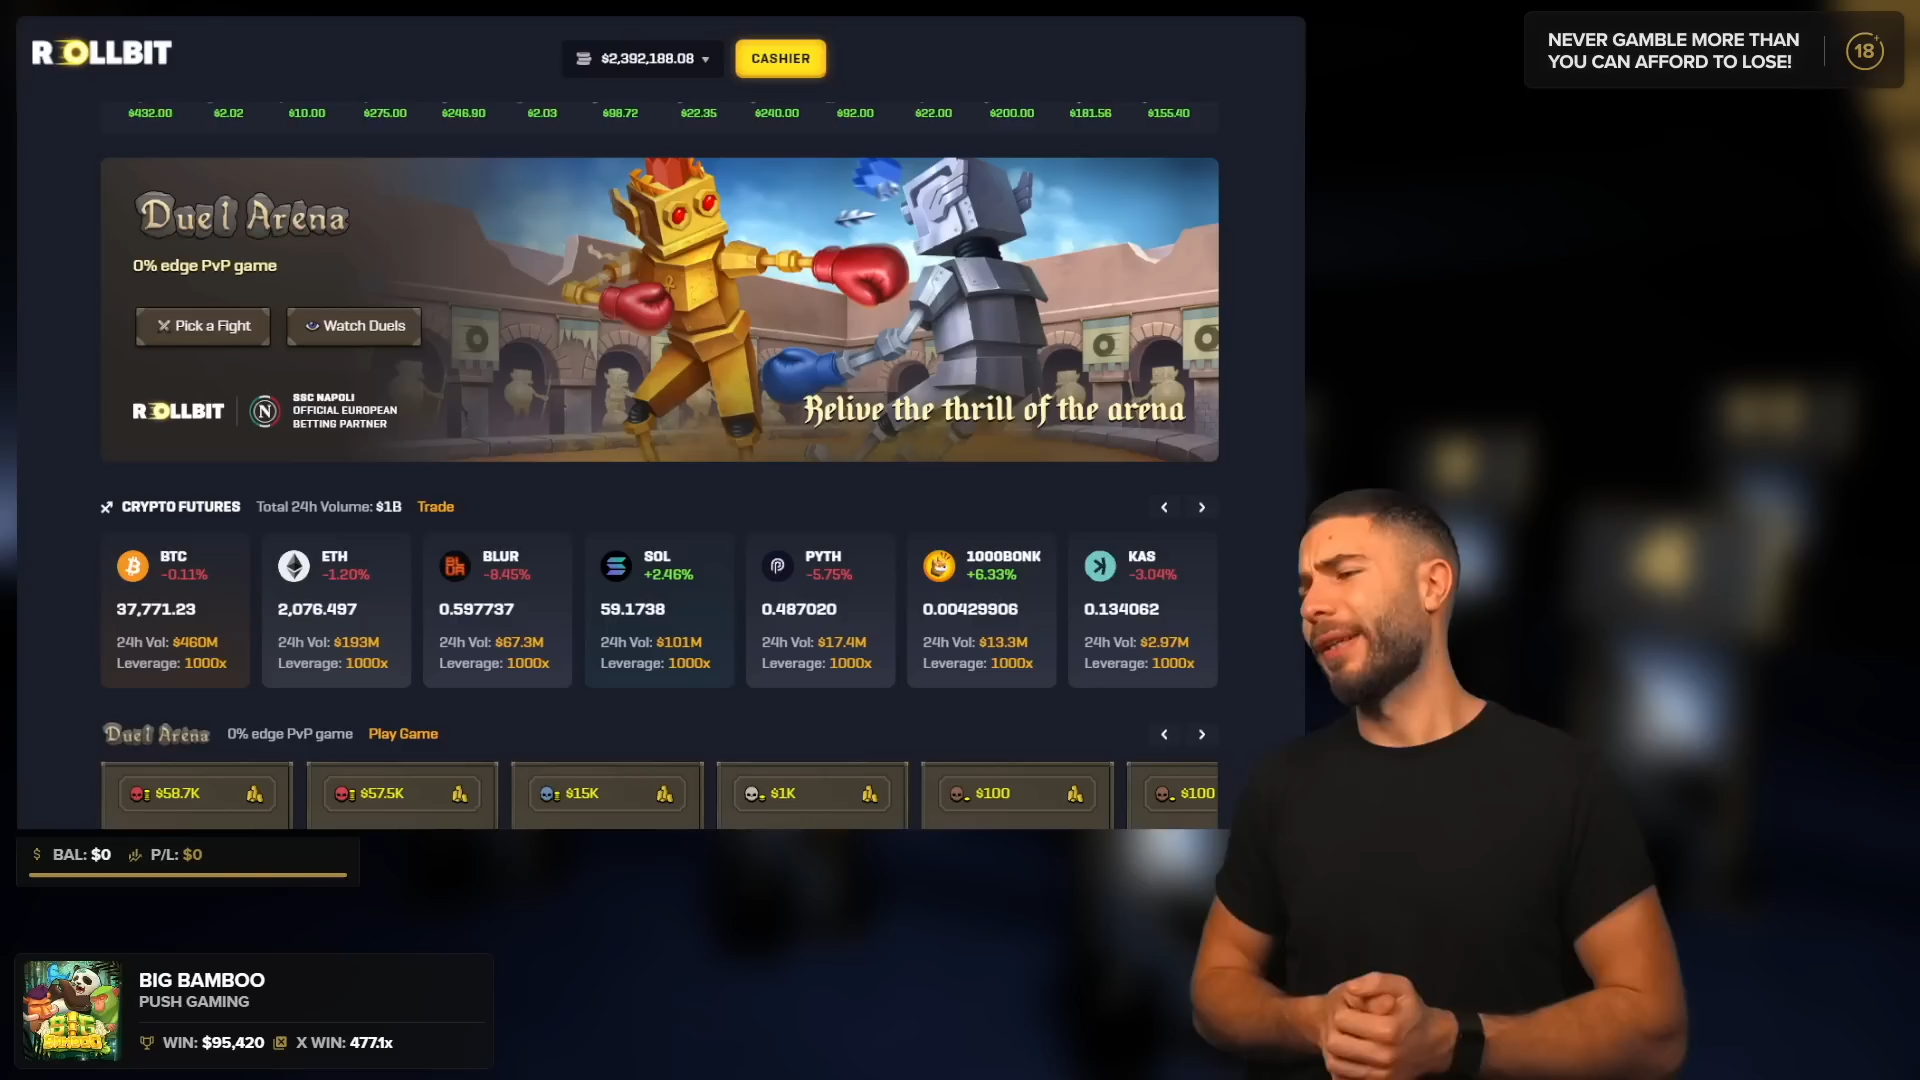 ROLLBIT
$2,392,188.08
CASHIER
NEVER GAMBLE MORE THAN
YOU CAN AFFORD TO LOSE!
18+
$432.00 $2.02 $10.00 $275.00 $246.90 $2.03 $98.72 $22.35 $240.00 $92.00 $22.00 $200.00 $181.56 $155.40
Duel Arena
0% edge PvP game
Pick a Fight
Watch Duels
ROLLBIT
N
SSC NAPOLI
OFFICIAL EUROPEAN
BETTING PARTNER
Relive the thrill of the arena
CRYPTO FUTURES Total 24h Volume: $1B Trade
BTC
-0.11%
37,771.23
24h Vol: $460M
Leverage: 1000x
ETH
-1.20%
2,076.497
24h Vol: $193M
Leverage: 1000x
BLUR
BLUR
-8.45%
0.597737
24h Vol: $67.3M
Leverage: 1000x
SOL
+2.46%
59.1738
24h Vol: $101M
Leverage: 1000x
PYTH
-5.75%
0.487020
24h Vol: $17.4M
Leverage: 1000x
1000BONK
+6.33%
0.00429906
24h Vol: $13.3M
Leverage: 1000x
KAS
-3.04%
0.134062
24h Vol: $2.97M
Leverage: 1000x
Duel Arena 0% edge PvP game Play Game
$58.7K $57.5K $15K $1K $100 $100
$ BAL: $0 P/L: $0
BIG BAMBOO
BIG BAMBOO
PUSH GAMING
WIN: $95,420 X WIN: 477.1x